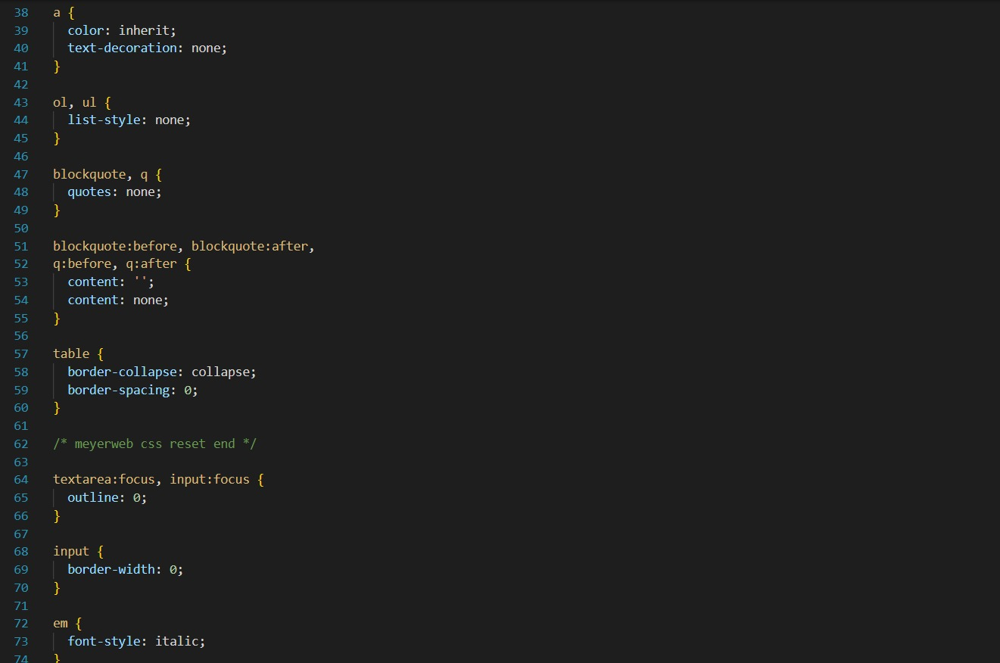 38 a {
39   color: inherit;
40   text-decoration: none;
41 }
42
43 ol, ul {
44   list-style: none;
45 }
46
47 blockquote, q {
48   quotes: none;
49 }
50
51 blockquote:before, blockquote:after,
52 q:before, q:after {
53   content: '';
54   content: none;
55 }
56
57 table {
58   border-collapse: collapse;
59   border-spacing: 0;
60 }
61
62 /* meyerweb css reset end */
63
64 textarea:focus, input:focus {
65   outline: 0;
66 }
67
68 input {
69   border-width: 0;
70 }
71
72 em {
73   font-style: italic;
74 }